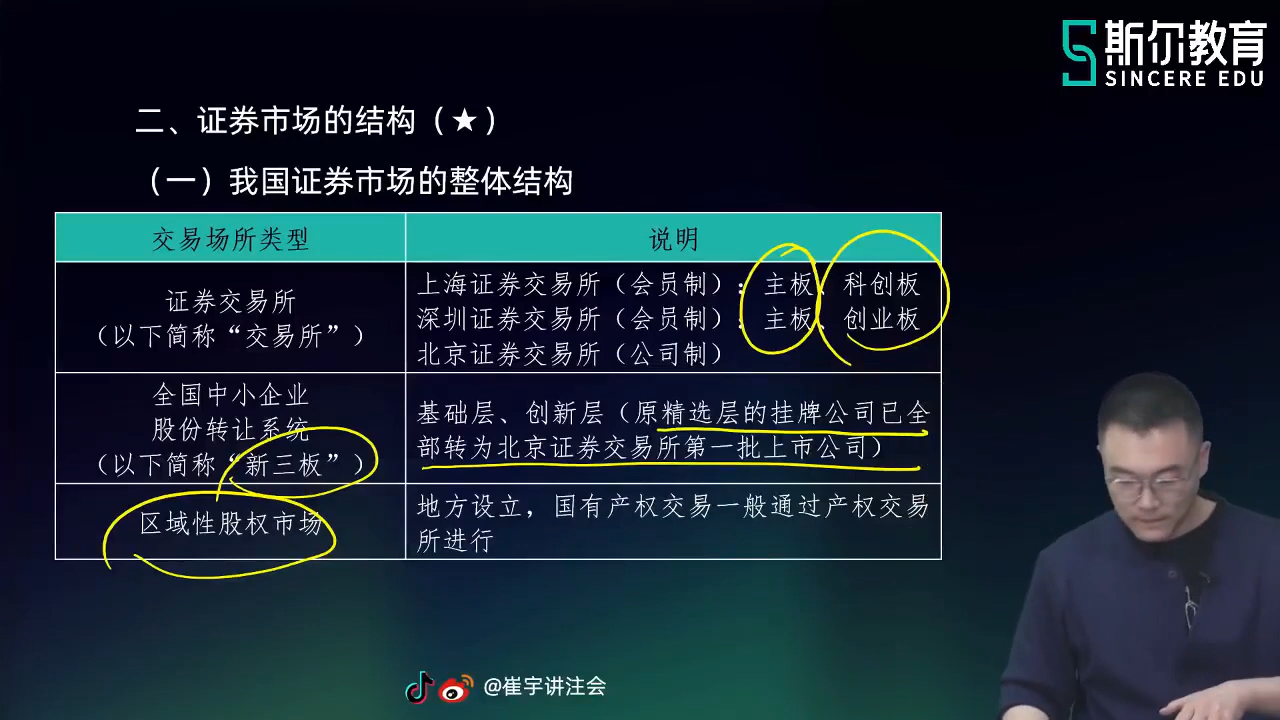 斯尔教育
SINCERE EDU
二、证券市场的结构（★）
（一）我国证券市场的整体结构
交易场所类型
说明
证券交易所
（以下简称“交易所”）
上海证券交易所（会员制）：主板、科创板
深圳证券交易所（会员制）：主板、创业板
北京证券交易所（公司制）
全国中小企业
股份转让系统
（以下简称“新三板”）
基础层、创新层（原精选层的挂牌公司已全
部转为北京证券交易所第一批上市公司）
区域性股权市场
地方设立，国有产权交易一般通过产权交易
所进行
@崔宇讲注会